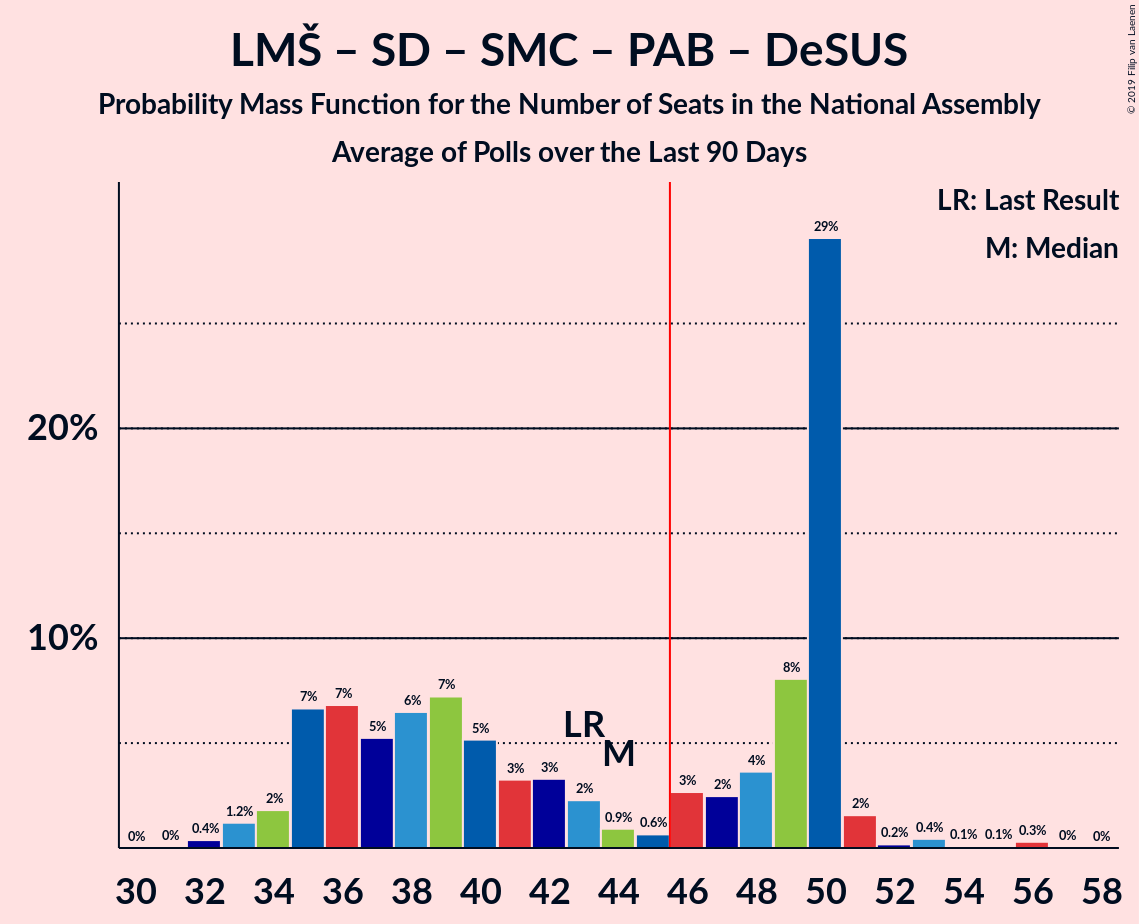 LMŠ – SD – SMC – PAB – DeSUS
Probability Mass Function for the Number of Seats in the National Assembly
Average of Polls over the Last 90 Days
© 2019 Filip van Laenen
LR: Last Result
M: Median
20%
10%
0% 0% 0.4% 1.2% 2% 7% 7% 5% 6% 7% 5% 3% 3% 2% 0.9% 0.6% 3% 2% 4% 8% 29% 2% 0.2% 0.4% 0.1% 0.1% 0.3% 0% 0%
LR
M
30 32 34 36 38 40 42 44 46 48 50 52 54 56 58